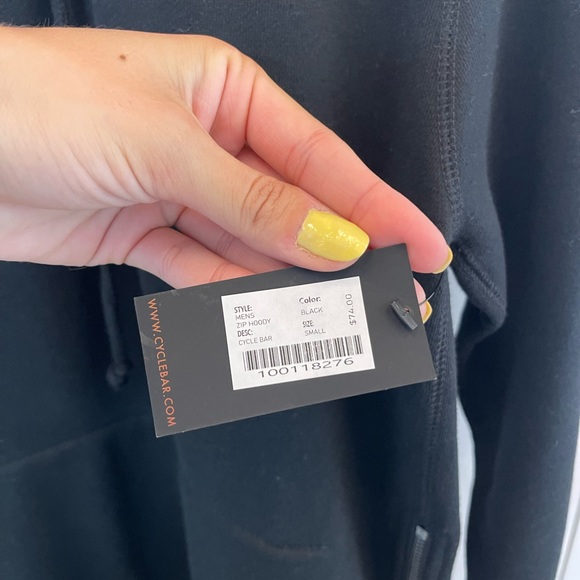 WWW.CYCLEBAR.COM
STYLE: Color:
MENS BLACK
ZIP HOODY SIZE:
DESC: SMALL
CYCLE BAR
$74.00
100118276